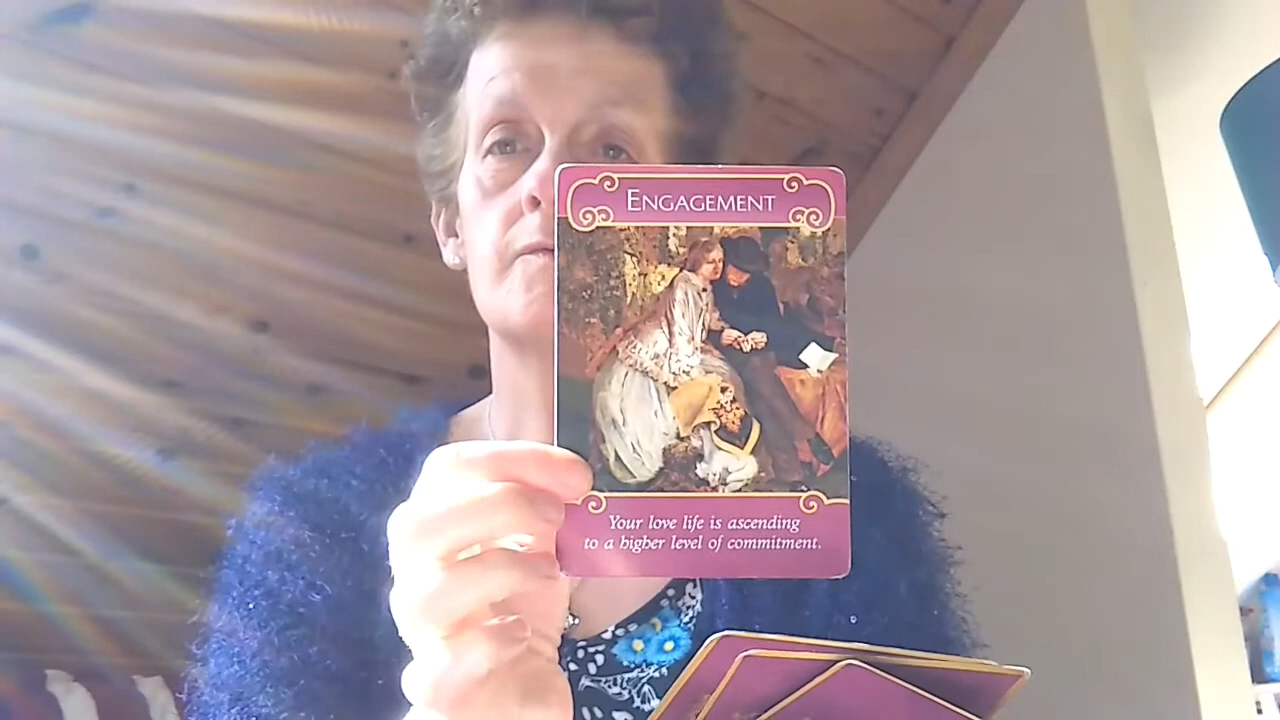 ENGAGEMENT
Your love life is ascending
to a higher level of commitment.